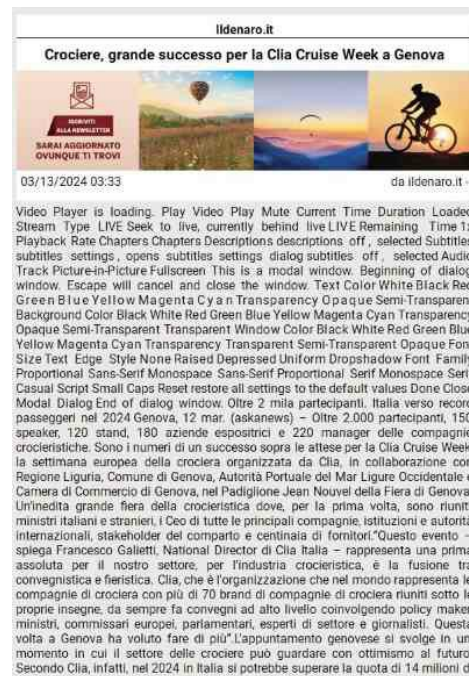 Ildenaro.it
Crociere, grande successo per la Clia Cruise Week a Genova
ISCRIVITI
ALLA NEWSLETTER
SARAI AGGIORNATO
OVUNQUE TI TROVI
03/13/2024 03:33
da ildenaro.it -
Video Player is loading. Play Video Play Mute Current Time Duration Loaded
Stream Type LIVE Seek to live, currently behind live LIVE Remaining Time 1x
Playback Rate Chapters Chapters Descriptions descriptions off , selected Subtitles
subtitles settings , opens subtitles settings dialog subtitles off , selected Audio
Track Picture-in-Picture Fullscreen This is a modal window. Beginning of dialog
window. Escape will cancel and close the window. Text Color White Black Red
Green Blue Yellow Magenta Cyan Transparency Opaque Semi-Transparent
Background Color Black White Red Green Blue Yellow Magenta Cyan Transparency
Opaque Semi-Transparent Transparent Window Color Black White Red Green Blue
Yellow Magenta Cyan Transparency Transparent Semi-Transparent Opaque Font
Size Text Edge Style None Raised Depressed Uniform Dropshadow Font Family
Proportional Sans-Serif Monospace Sans-Serif Proportional Serif Monospace Serif
Casual Script Small Caps Reset restore all settings to the default values Done Close
Modal Dialog End of dialog window. Oltre 2 mila partecipanti. Italia verso record
passeggeri nel 2024 Genova, 12 mar. (askanews) – Oltre 2.000 partecipanti, 150
speaker, 120 stand, 180 aziende espositrici e 220 manager delle compagnie
crocieristiche. Sono i numeri di un successo sopra le attese per la Clia Cruise Week
la settimana europea della crociera organizzata da Clia, in collaborazione con
Regione Liguria, Comune di Genova, Autorità Portuale del Mar Ligure Occidentale e
Camera di Commercio di Genova, nel Padiglione Jean Nouvel della Fiera di Genova.
Un'inedita grande fiera della crocieristica dove, per la prima volta, sono riuniti
ministri italiani e stranieri, i Ceo di tutte le principali compagnie, istituzioni e autorità
internazionali, stakeholder del comparto e centinaia di fornitori."Questo evento –
spiega Francesco Galietti, National Director di Clia Italia – rappresenta una prima
assoluta per il nostro settore, per l'industria crocieristica, è la fusione tra
convegnistica e fieristica. Clia, che è l'organizzazione che nel mondo rappresenta le
compagnie di crociera con più di 70 brand di compagnie di crociera riuniti sotto le
proprie insegne, da sempre fa convegni ad alto livello coinvolgendo policy maker,
ministri, commissari europei, parlamentari, esperti di settore e giornalisti. Questa
volta a Genova ha voluto fare di più".L'appuntamento genovese si svolge in un
momento in cui il settore delle crociere può guardare con ottimismo al futuro.
Secondo Clia, infatti, nel 2024 in Italia si potrebbe superare la quota di 14 milioni di